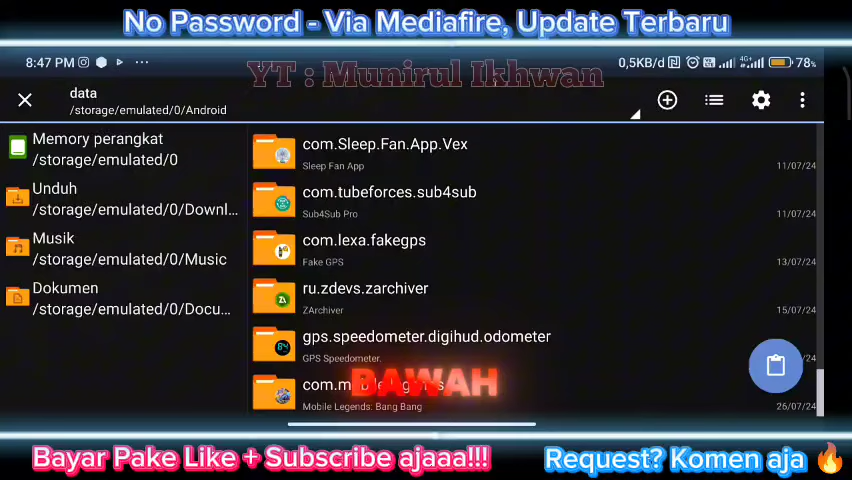 No Password - Via Mediafire, Update Terbaru
8:47 PM
0,5KB/d
4G+
78%
YT : Munirul Ikhwan
data
/storage/emulated/0/Android
Memory perangkat
/storage/emulated/0
Unduh
/storage/emulated/0/Downl...
Musik
/storage/emulated/0/Music
Dokumen
/storage/emulated/0/Docu...
com.Sleep.Fan.App.Vex
Sleep Fan App
11/07/24
com.tubeforces.sub4sub
Sub4Sub Pro
11/07/24
com.lexa.fakegps
Fake GPS
13/07/24
ru.zdevs.zarchiver
ZArchiver
15/07/24
gps.speedometer.digihud.odometer
GPS Speedometer.
/24
BAWAH
Mobile Legends: Bang Bang
26/07/24
Bayar Pake Like + Subscribe ajaaa!!!
Request? Komen aja 🔥